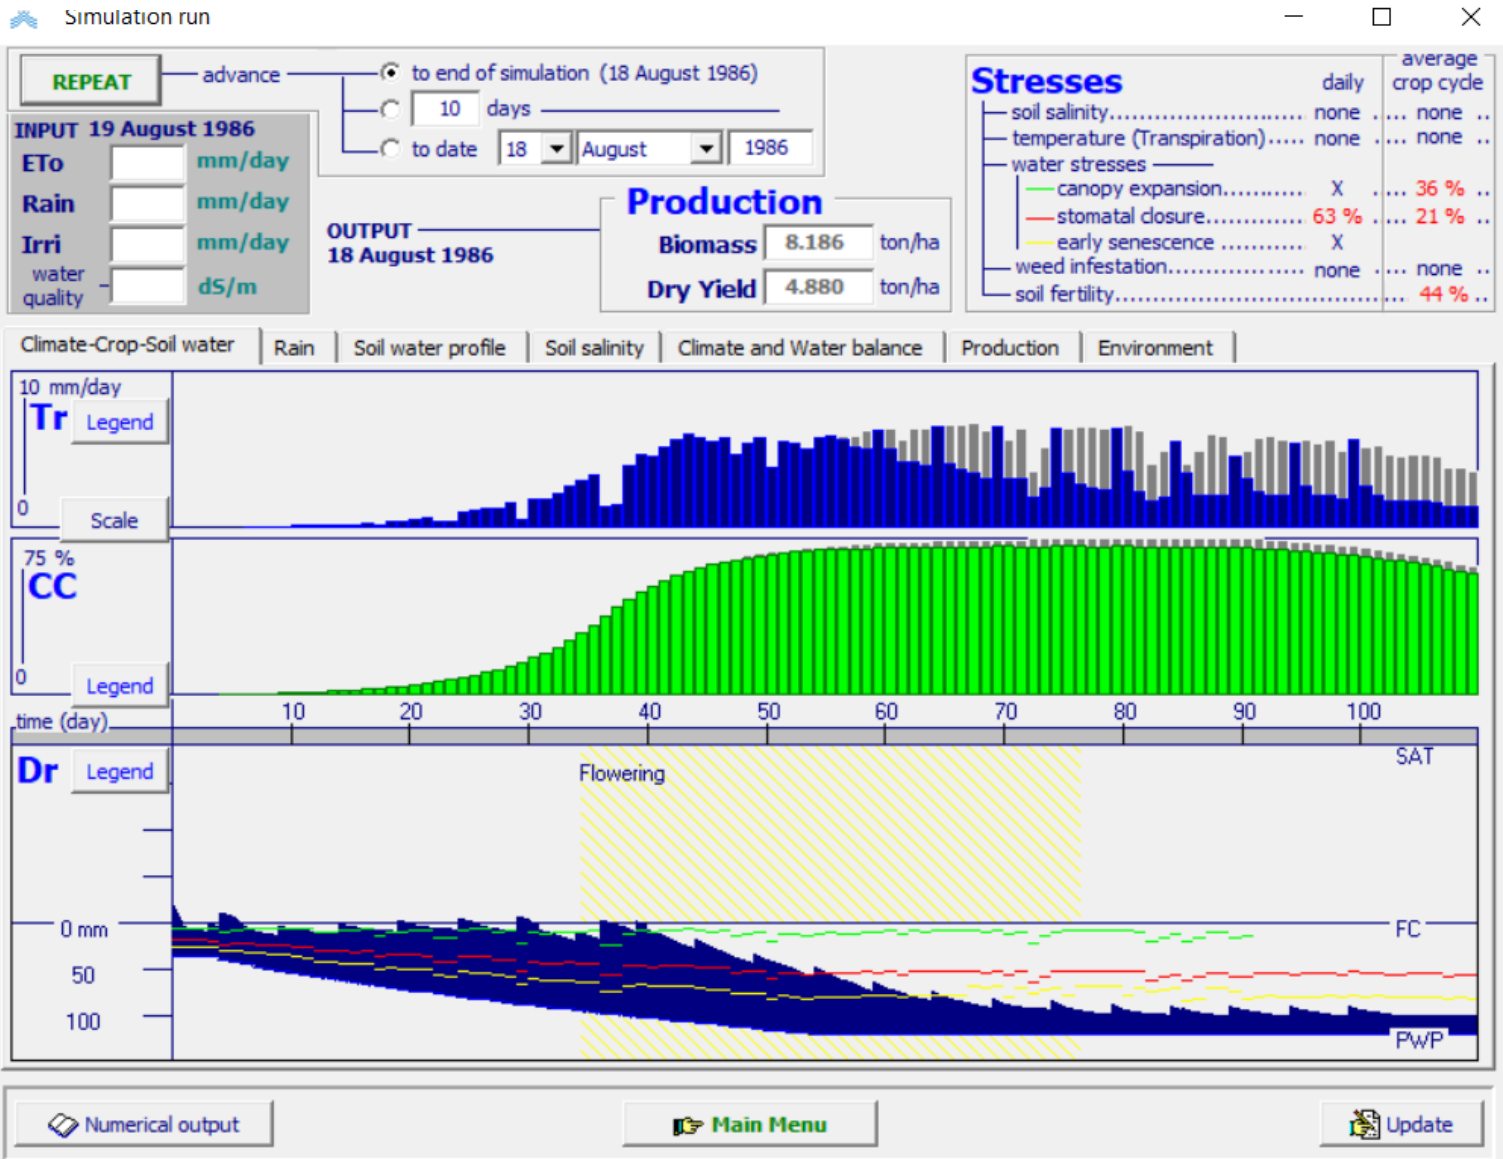 Simulation run
REPEAT
advance
to end of simulation (18 August 1986)
10 days
to date 18 August 1986
INPUT 19 August 1986
ETo mm/day
Rain mm/day
Irri mm/day
water quality dS/m
OUTPUT
18 August 1986
Production
Biomass 8.186 ton/ha
Dry Yield 4.880 ton/ha
Stresses daily average crop cycle
soil salinity........................... none .... none ..
temperature (Transpiration)..... none .... none ..
water stresses
canopy expansion............ X .... 36 % ..
stomatal closure.............. 63 % .... 21 % ..
early senescence ............ X
weed infestation.................... none .... none ..
soil fertility.......................................... 44 % ..
Climate-Crop-Soil water Rain Soil water profile Soil salinity Climate and Water balance Production Environment
10 mm/day
Tr Legend
0
Scale
75 %
CC
0
Legend
time (day) 10 20 30 40 50 60 70 80 90 100
Dr Legend
Flowering
SAT
0 mm
FC
50
100
PWP
Numerical output Main Menu Update